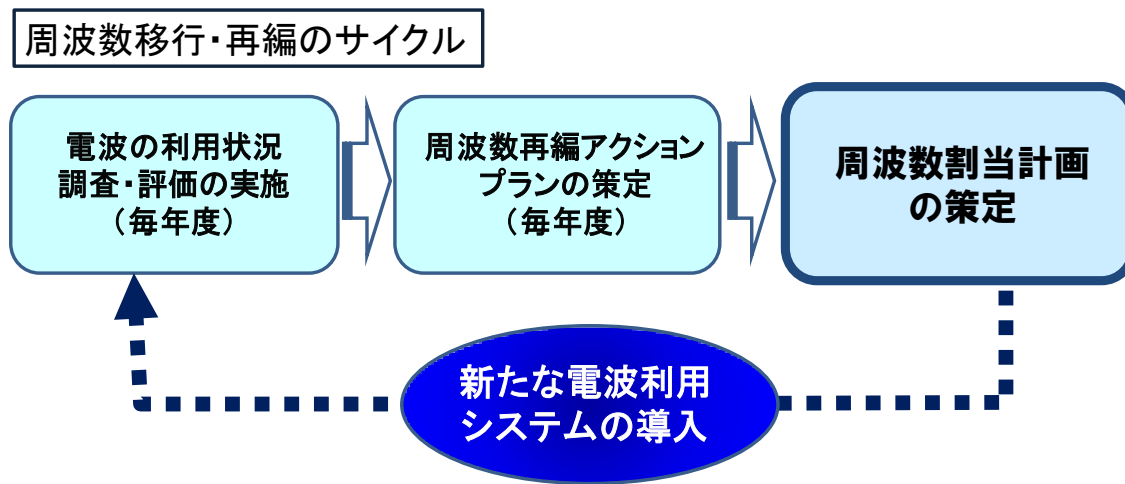 周波数移行・再編のサイクル
電波の利用状況
調査・評価の実施
（毎年度）
周波数再編アクション
プランの策定
（毎年度）
周波数割当計画
の策定
新たな電波利用
システムの導入